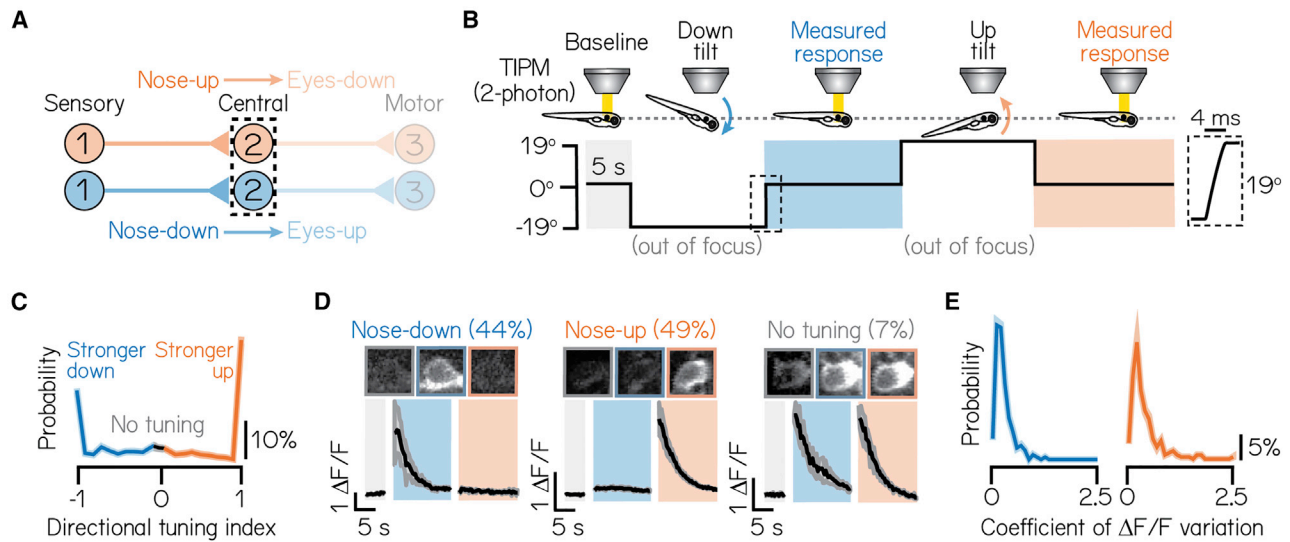 A
Nose-up Eyes-down
Sensory Central Motor
1 2 3
1 2 3
Nose-down Eyes-up
B
Baseline
Down
tilt
Measured
response
Up
tilt
Measured
response
TIPM
(2-photon)
4 ms
19º
0º
-19º
5 s
19º
(out of focus)
(out of focus)
C
Probability
Stronger
down
Stronger
up
No tuning
10%
-1 0 1
Directional tuning index
D
Nose-down (44%)
Nose-up (49%)
No tuning (7%)
1 ΔF/F
5 s
1 ΔF/F
5 s
1 ΔF/F
5 s
E
Probability
5%
0 2.5
0 2.5
Coefficient of ΔF/F variation